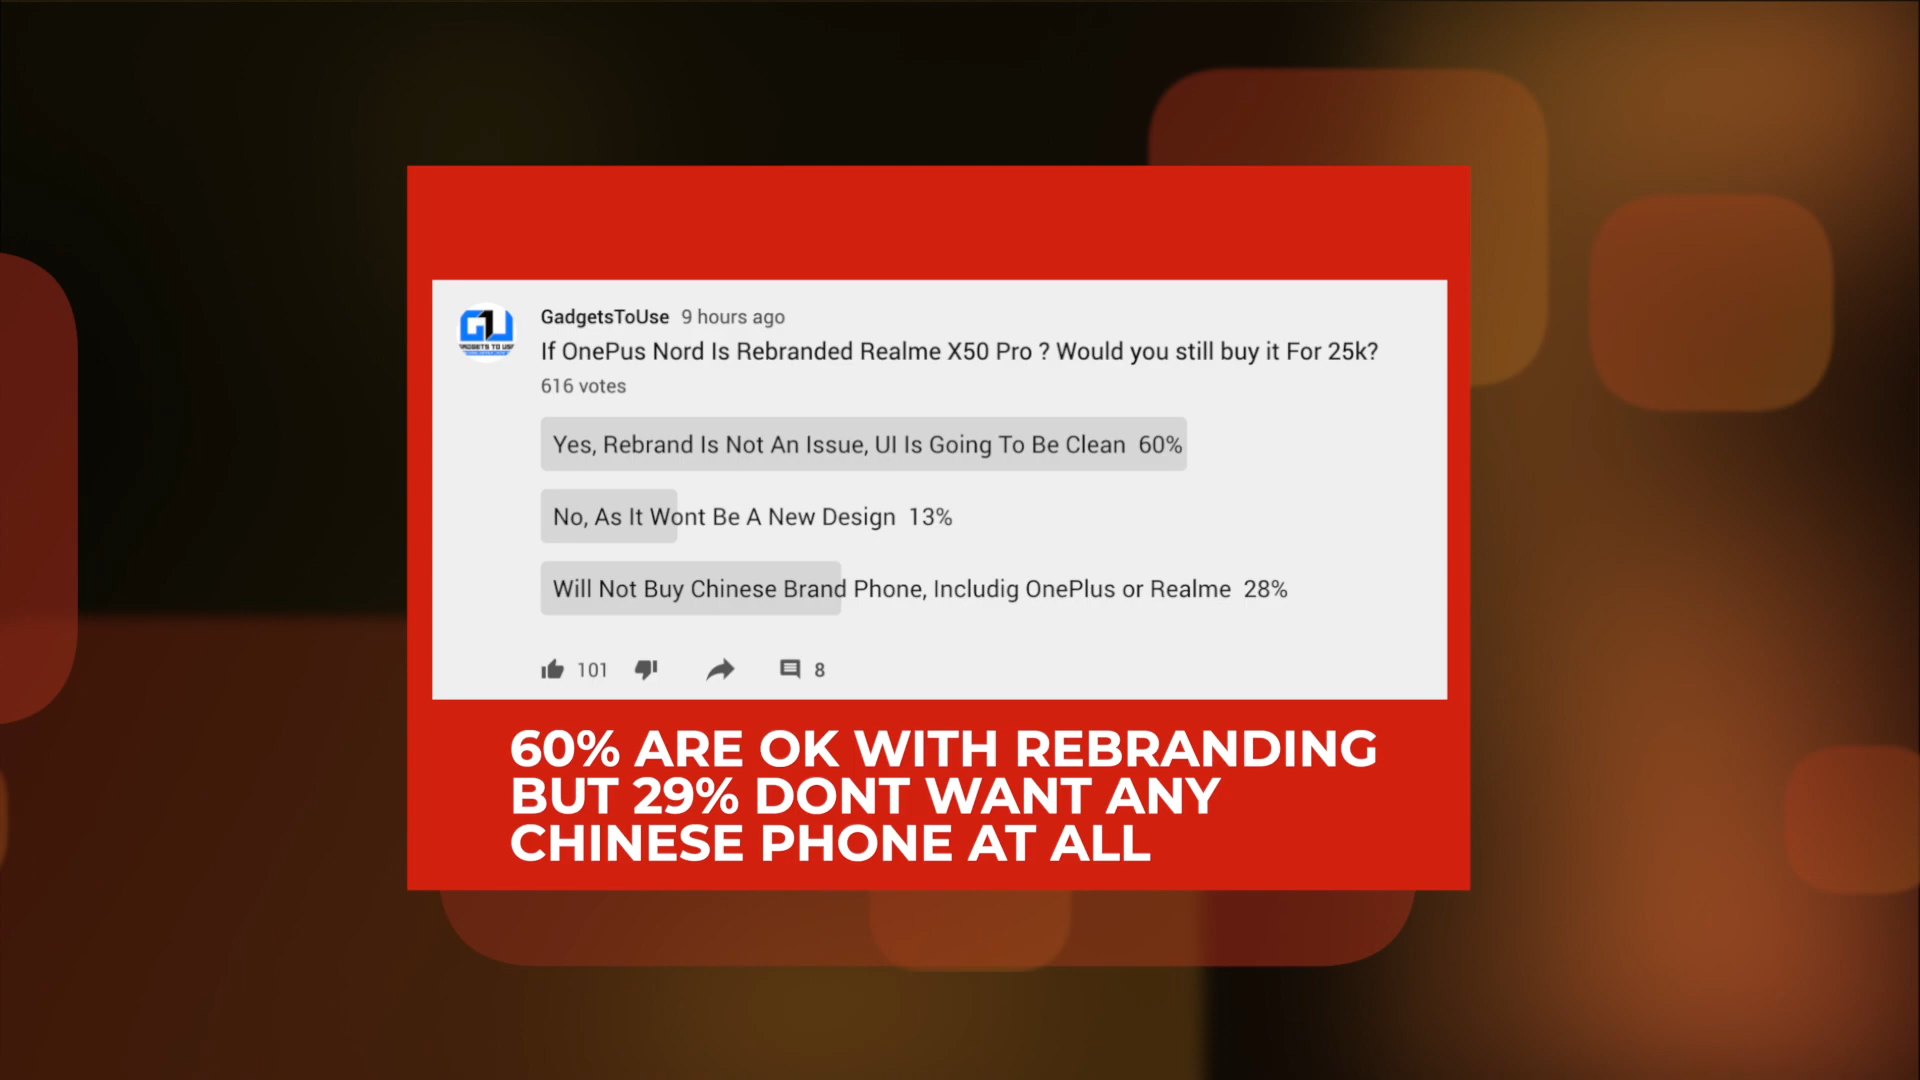 GadgetsToUse 9 hours ago
If OnePus Nord Is Rebranded Realme X50 Pro ? Would you still buy it For 25k?
616 votes
Yes, Rebrand Is Not An Issue, UI Is Going To Be Clean 60%
No, As It Wont Be A New Design 13%
Will Not Buy Chinese Brand Phone, Includig OnePlus or Realme 28%
101 8
60% ARE OK WITH REBRANDING
BUT 29% DONT WANT ANY
CHINESE PHONE AT ALL